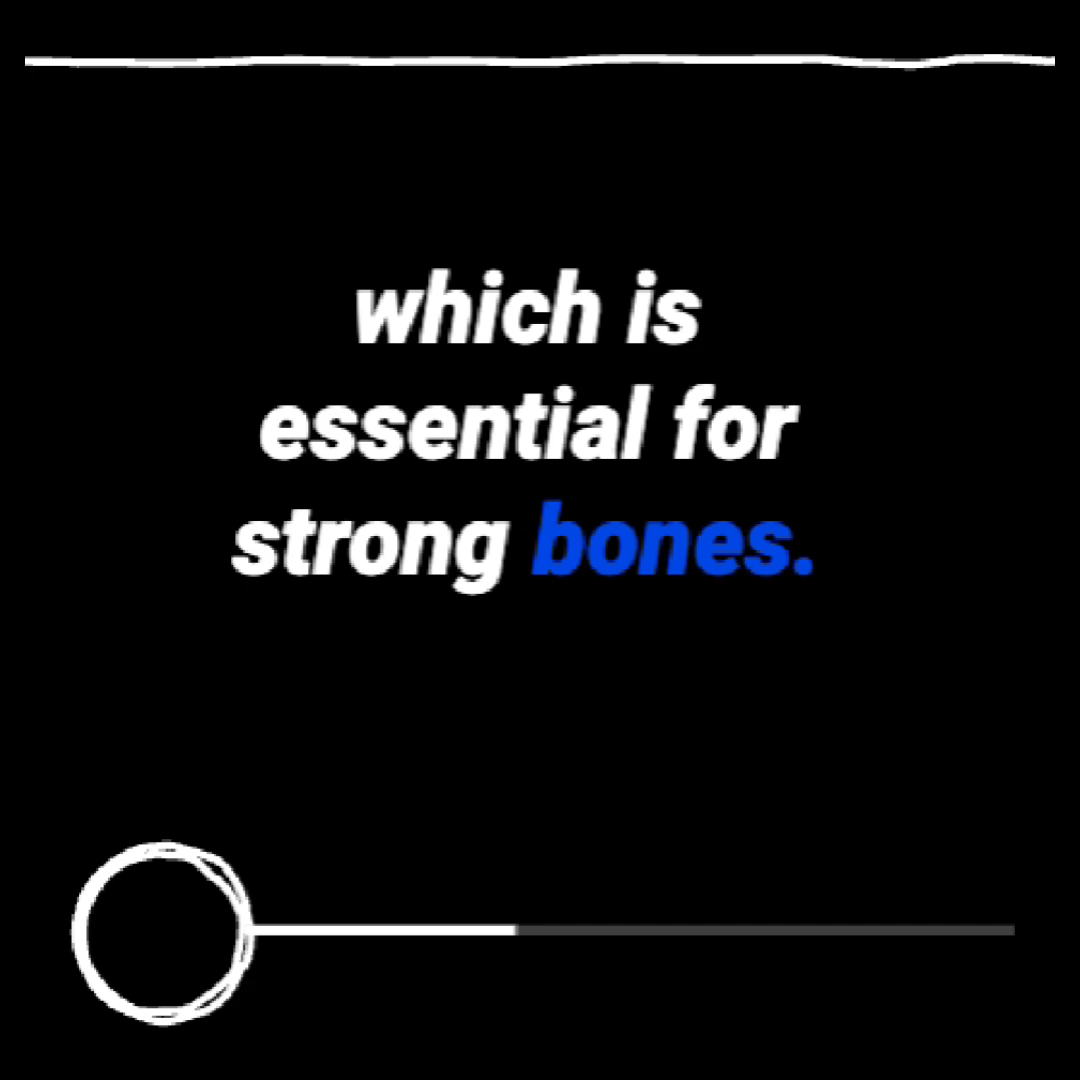 which is
essential for
strong bones.